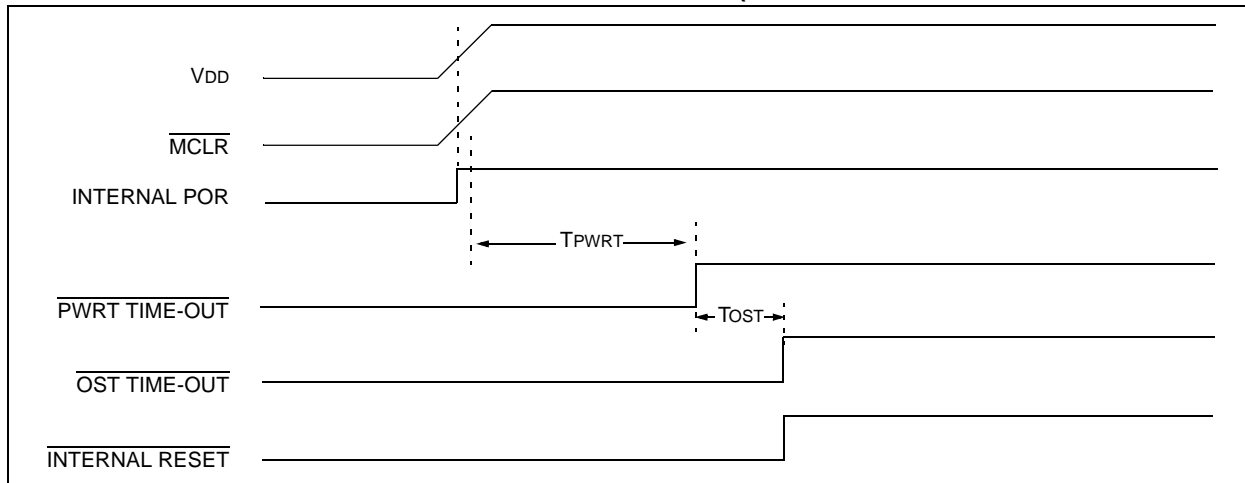 VDD
MCLR
INTERNAL POR
TPWRT
PWRT TIME-OUT
TOST
OST TIME-OUT
INTERNAL RESET